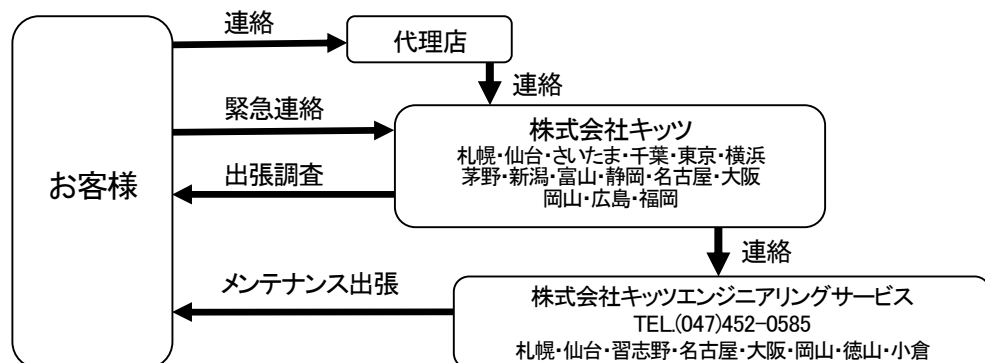 連絡
代理店
連絡
緊急連絡
株式会社キッツ
札幌・仙台・さいたま・千葉・東京・横浜
茅野・新潟・富山・静岡・名古屋・大阪
岡山・広島・福岡
お客様
出張調査
連絡
メンテナンス出張
株式会社キッツエンジニアリングサービス
TEL.(047)452-0585
札幌・仙台・習志野・名古屋・大阪・岡山・徳山・小倉